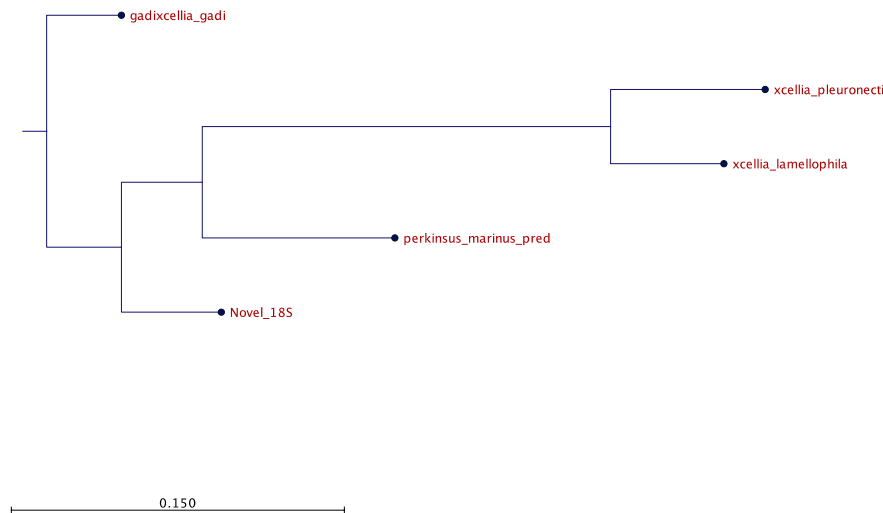 gadixcellia_gadi
xcellia_pleuronecti
xcellia_lamellophila
perkinsus_marinus_pred
Novel_18S
0.150